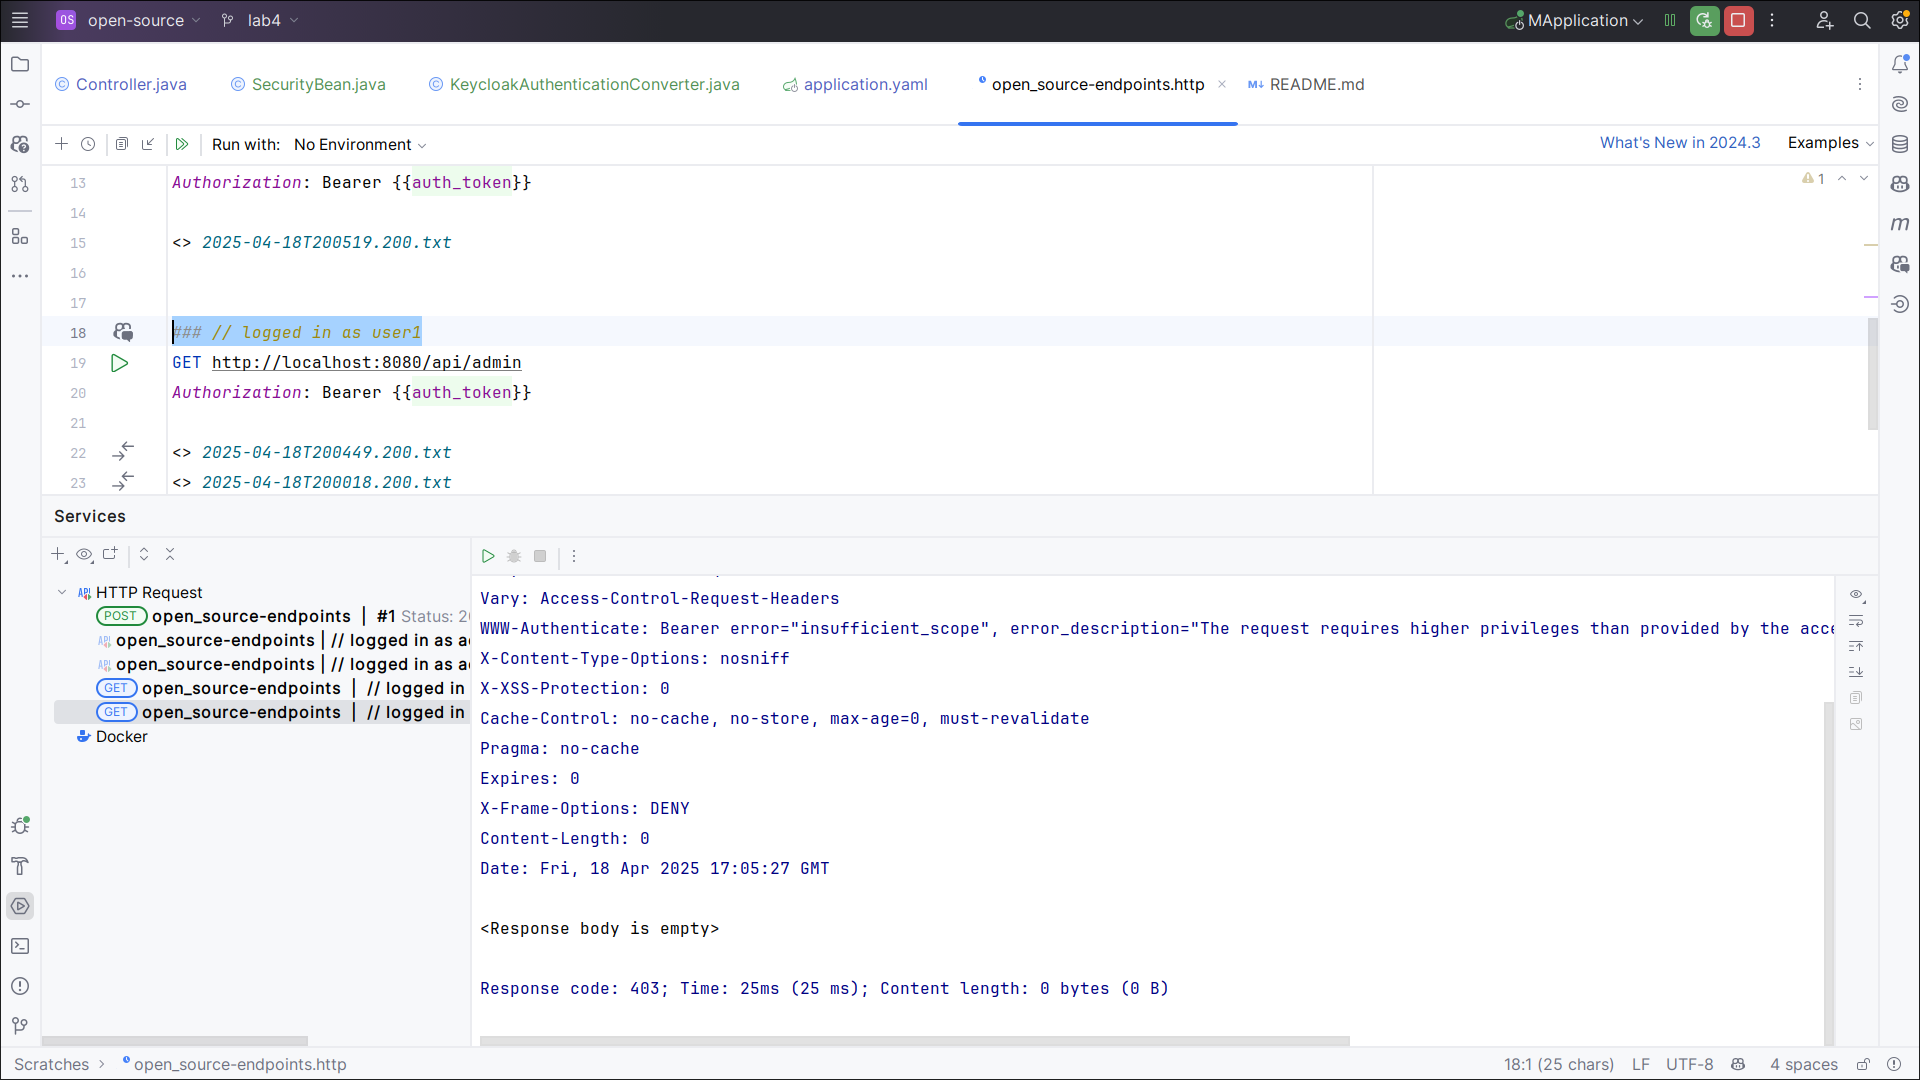 OS open-source lab4 MApplication
Controller.java SecurityBean.java KeycloakAuthenticationConverter.java application.yaml open_source-endpoints.http M↓ README.md
Run with: No Environment What's New in 2024.3 Examples
13 Authorization: Bearer {{auth_token}} 1
14
15 <> 2025-04-18T200519.200.txt
16
17
18 ### // logged in as user1
19 GET http://localhost:8080/api/admin
20 Authorization: Bearer {{auth_token}}
21
22 <> 2025-04-18T200449.200.txt
23 <> 2025-04-18T200018.200.txt
Services
API HTTP Request
POST open_source-endpoints | #1 Status: 20
API open_source-endpoints | // logged in as a
API open_source-endpoints | // logged in as a
GET open_source-endpoints | // logged in
GET open_source-endpoints | // logged in
Docker
Vary: Access-Control-Request-Headers
WWW-Authenticate: Bearer error="insufficient_scope", error_description="The request requires higher privileges than provided by the acce
X-Content-Type-Options: nosniff
X-XSS-Protection: 0
Cache-Control: no-cache, no-store, max-age=0, must-revalidate
Pragma: no-cache
Expires: 0
X-Frame-Options: DENY
Content-Length: 0
Date: Fri, 18 Apr 2025 17:05:27 GMT
<Response body is empty>
Response code: 403; Time: 25ms (25 ms); Content length: 0 bytes (0 B)
Scratches > open_source-endpoints.http 18:1 (25 chars) LF UTF-8 4 spaces